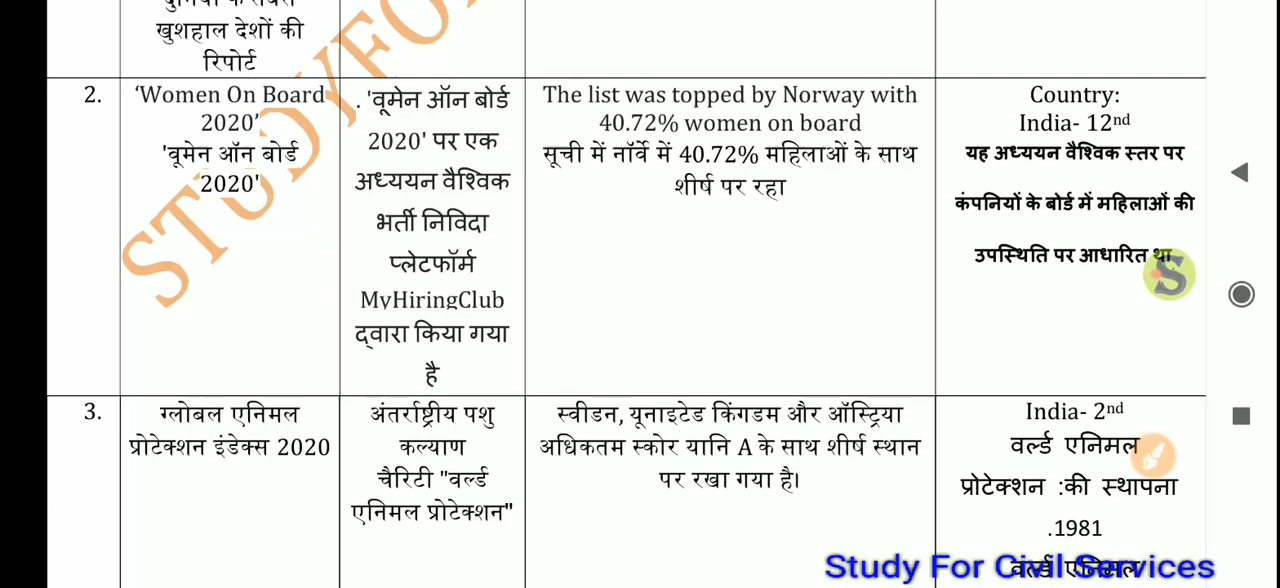 खुशहाल देशों की
रिपोर्ट
2.
‘Women On Board
2020’
'वूमेन ऑन बोर्ड
2020'
. 'वूमेन ऑन बोर्ड
2020' पर एक
अध्ययन वैश्विक
भर्ती निविदा
प्लेटफॉर्म
MyHiringClub
द्वारा किया गया
है
The list was topped by Norway with
40.72% women on board
सूची में नॉर्वे में 40.72% महिलाओं के साथ
शीर्ष पर रहा
Country:
India- 12nd
यह अध्ययन वैश्विक स्तर पर
कंपनियों के बोर्ड में महिलाओं की
उपस्थिति पर आधारित था
S
3.
ग्लोबल एनिमल
प्रोटेक्शन इंडेक्स 2020
अंतर्राष्ट्रीय पशु
कल्याण
चैरिटी "वर्ल्ड
एनिमल प्रोटेक्शन"
स्वीडन, यूनाइटेड किंगडम और ऑस्ट्रिया
अधिकतम स्कोर यानि A के साथ शीर्ष स्थान
पर रखा गया है।
India- 2nd
वर्ल्ड एनिमल
प्रोटेक्शन :की स्थापना
.1981
वर्ल्ड एनिमल
Study For Civil Services
STUDYFO